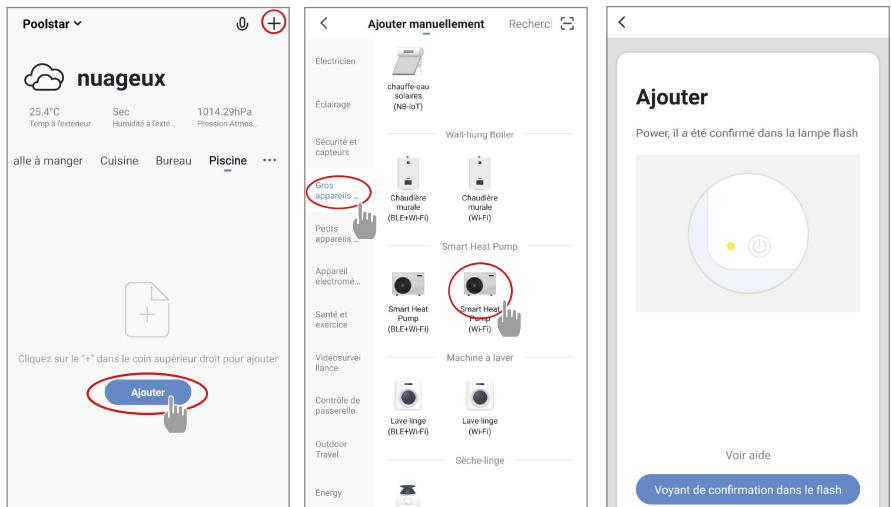 Poolstar
nuageux
25.4°C
Sec
1014.29hPa
Temp à l'extérieur
Humidité à l'exté...
Pression Atmos...
alle à manger
Cuisine
Bureau
Piscine
Cliquez sur le "+" dans le coin supérieur droit pour ajouter
Ajouter
Ajouter manuellement
Recherc
Électricien
Éclairage
Sécurité et
capteurs
Gros
appareils ...
Petits
appareils ...
Appareil
électromé...
Santé et
exercice
Vidéosurvei
llance
Contrôle de
passerelle
Outdoor
Travel
Energy
chauffe-eau
solaires
(NB-IoT)
Wall-hung Boiler
Chaudière
murale
(BLE+Wi-Fi)
Chaudière
murale
(Wi-Fi)
Smart Heat Pump
Smart Heat
Pump
(BLE+Wi-Fi)
Smart Heat
Pump
(Wi-Fi)
Machine à laver
Lave-linge
(BLE+Wi-Fi)
Lave-linge
(Wi-Fi)
Sèche-linge
Ajouter
Power, il a été confirmé dans la lampe flash
Voir aide
Voyant de confirmation dans le flash